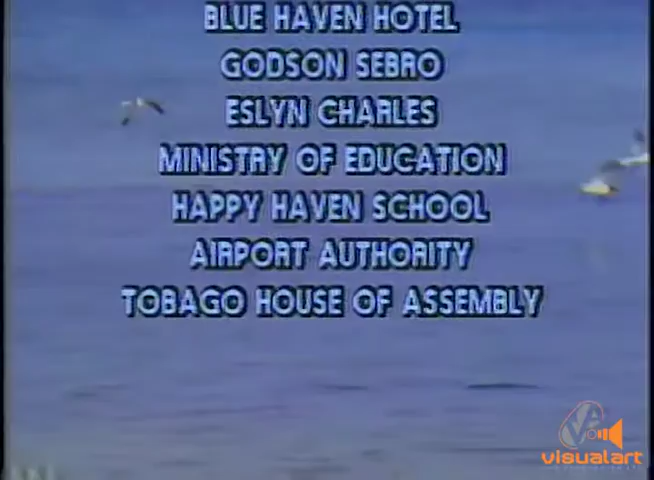 BLUE HAVEN HOTEL
GODSON SEBRO
ESLYN CHARLES
MINISTRY OF EDUCATION
HAPPY HAVEN SCHOOL
AIRPORT AUTHORITY
TOBAGO HOUSE OF ASSEMBLY
VA
visualart